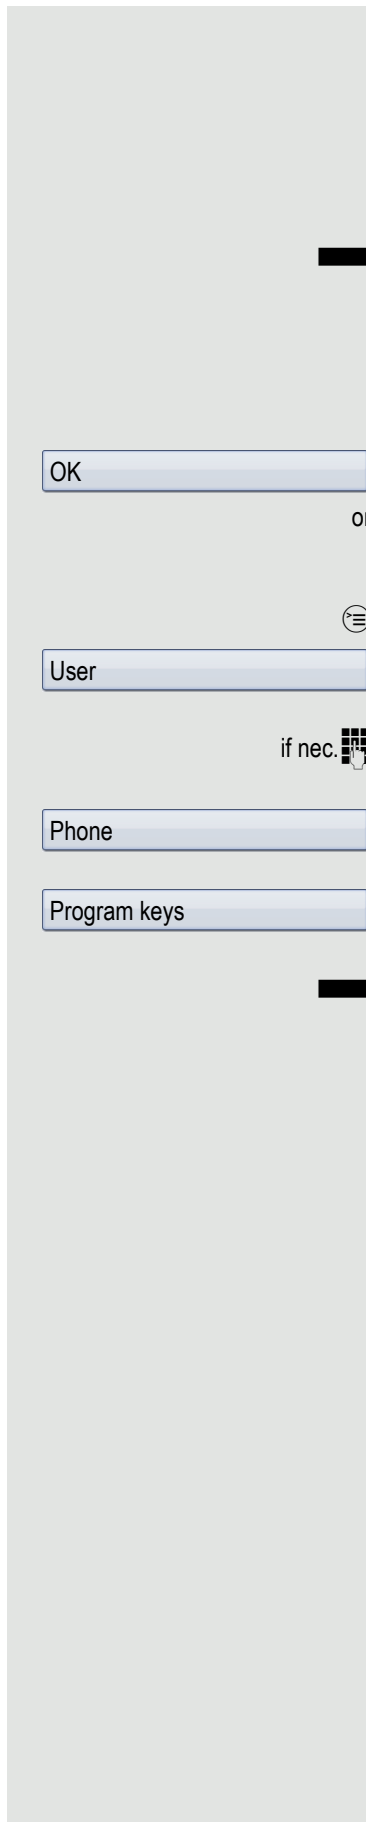 OK
or
User
if nec.
Phone
Program keys